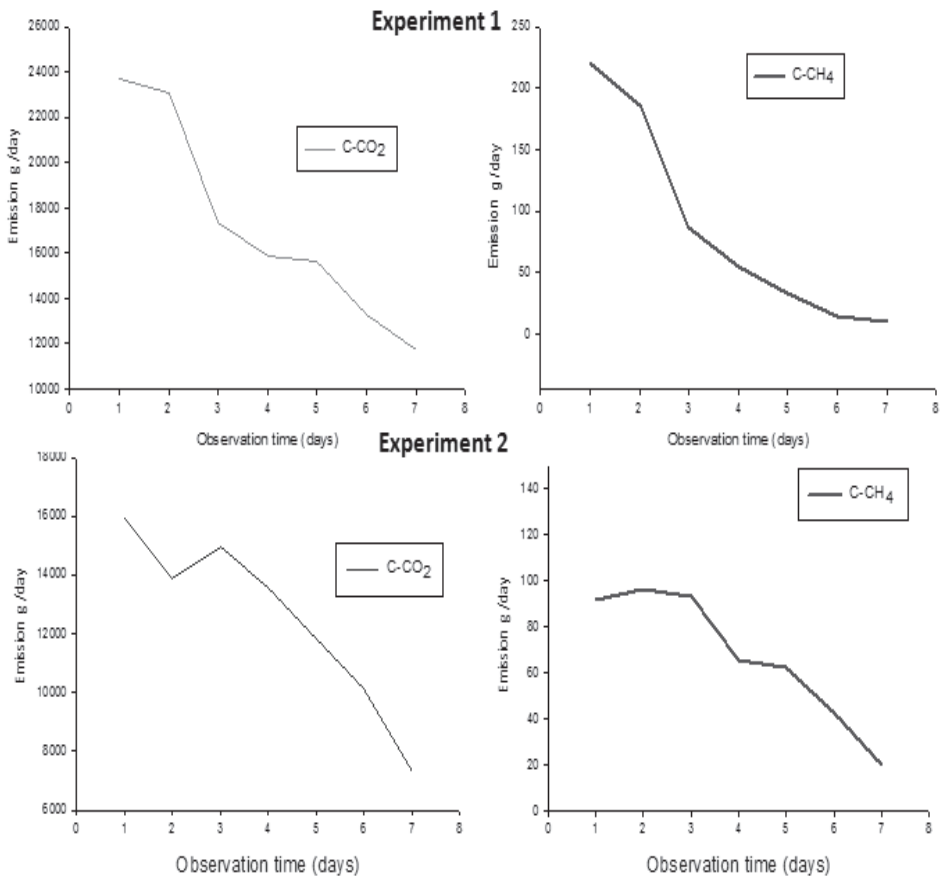 Experiment 1
26000
24000
22000
20000
18000
16000
14000
12000
10000
Emission g /day
C-CO2
0 1 2 3 4 5 6 7 8
Observation time (days)
250
200
150
100
50
0
Emission g /day
C-CH4
0 1 2 3 4 5 6 7 8
Observation time (days)
Experiment 2
18000
16000
14000
12000
10000
8000
6000
Emission g /day
C-CO2
0 1 2 3 4 5 6 7 8
Observation time (days)
140
120
100
80
60
40
20
0
Emission g /day
C-CH4
0 1 2 3 4 5 6 7 8
Observation time (days)